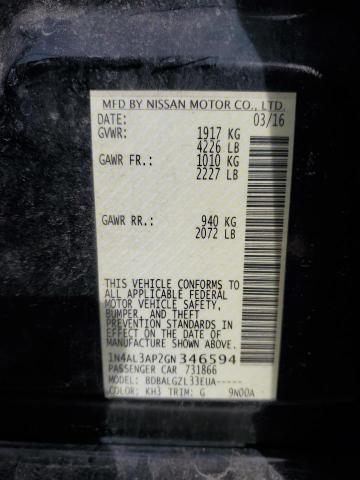 MFD BY NISSAN MOTOR CO., LTD.
DATE: 03/16
GVWR: 1917 KG
4226 LB
GAWR FR.: 1010 KG
2227 LB
GAWR RR.: 940 KG
2072 LB
THIS VEHICLE CONFORMS TO
ALL APPLICABLE FEDERAL
MOTOR VEHICLE SAFETY,
BUMPER, AND THEFT
PREVENTION STANDARDS IN
EFFECT ON THE DATE OF
MANUFACTURE SHOWN ABOVE.
1N4AL3AP2GN346594
PASSENGER CAR 731866
MODEL: BDBALGZL33EUA-----
COLOR: KH3 TRIM: G 9N00A